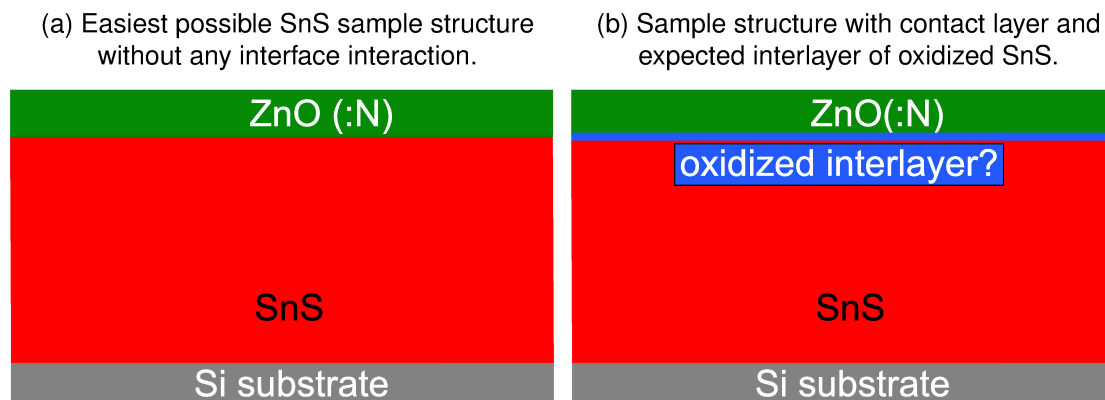 (a) Easiest possible SnS sample structure
without any interface interaction.
ZnO (:N)
SnS
Si substrate
(b) Sample structure with contact layer and
expected interlayer of oxidized SnS.
ZnO(:N)
oxidized interlayer?
SnS
Si substrate